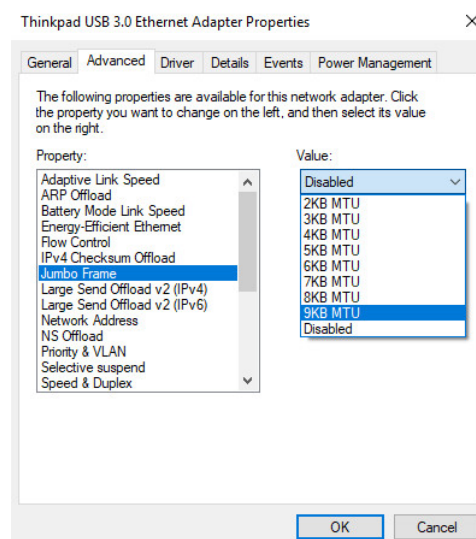 Thinkpad USB 3.0 Ethernet Adapter Properties
General Advanced Driver Details Events Power Management
The following properties are available for this network adapter. Click
the property you want to change on the left, and then select its value
on the right.
Property:
Adaptive Link Speed
ARP Offload
Battery Mode Link Speed
Energy-Efficient Ethernet
Flow Control
IPv4 Checksum Offload
Jumbo Frame
Large Send Offload v2 (IPv4)
Large Send Offload v2 (IPv6)
Network Address
NS Offload
Priority & VLAN
Selective suspend
Speed & Duplex
Value:
Disabled
2KB MTU
3KB MTU
4KB MTU
5KB MTU
6KB MTU
7KB MTU
8KB MTU
9KB MTU
Disabled
OK Cancel